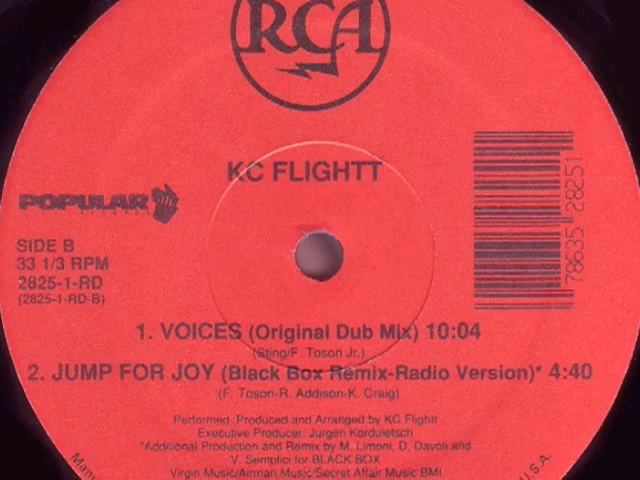 RCA
KC FLIGHTT
POPULAR
RECORDS
SIDE B
33 1/3 RPM
2825-1-RD
(2825-1-RD-B)
78635 28251
1. VOICES (Original Dub Mix) 10:04
(Sting/F. Toson Jr.)
2. JUMP FOR JOY (Black Box Remix-Radio Version)* 4:40
(F. Toson-R. Addison-K. Craig)
Performed, Produced and Arranged by KC Flightt
Executive Producer: Jurgen Korduletsch
*Additional Production and Remix by M. Limoni, D. Davoli and
V. Semplici for BLACK BOX
Virgin Music/Airman Music/Secret Affair Music BMI
U.S.A.